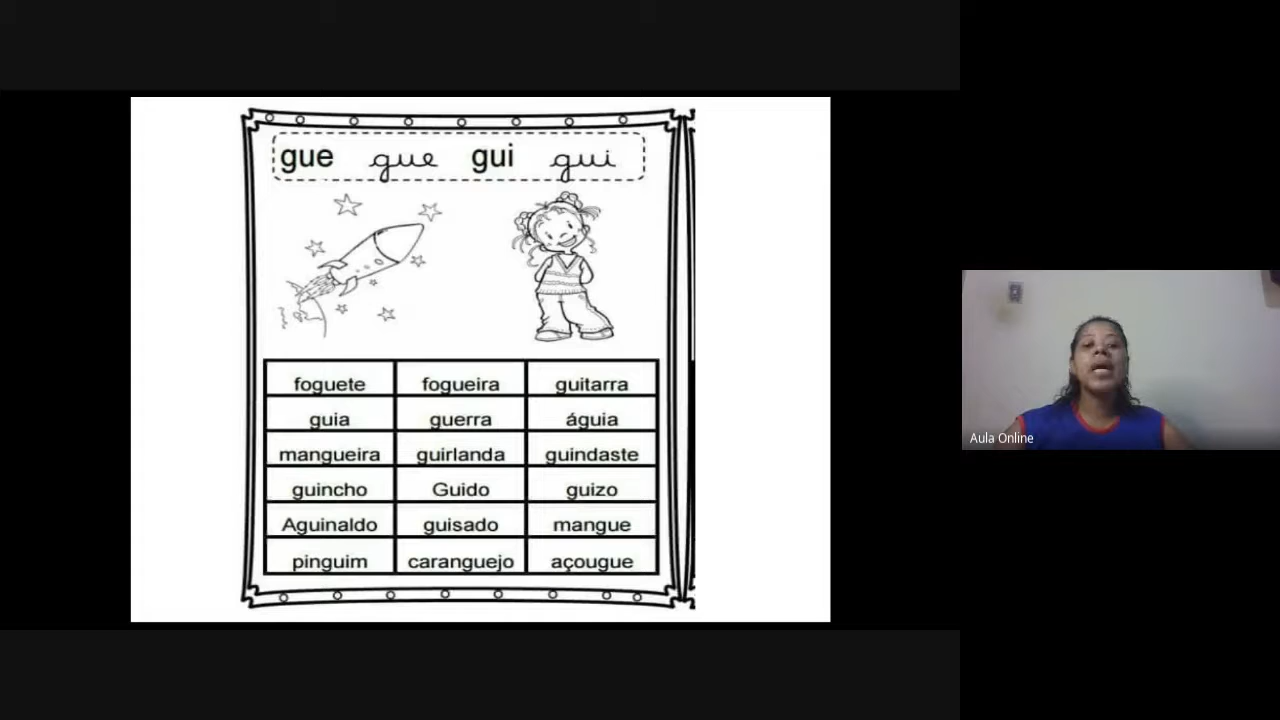 gue gue gui gui
foguete fogueira guitarra
guia guerra águia
mangueira guirlanda guindaste
guincho Guido guizo
Aguinaldo guisado mangue
pinguim caranguejo açougue
Aula Online